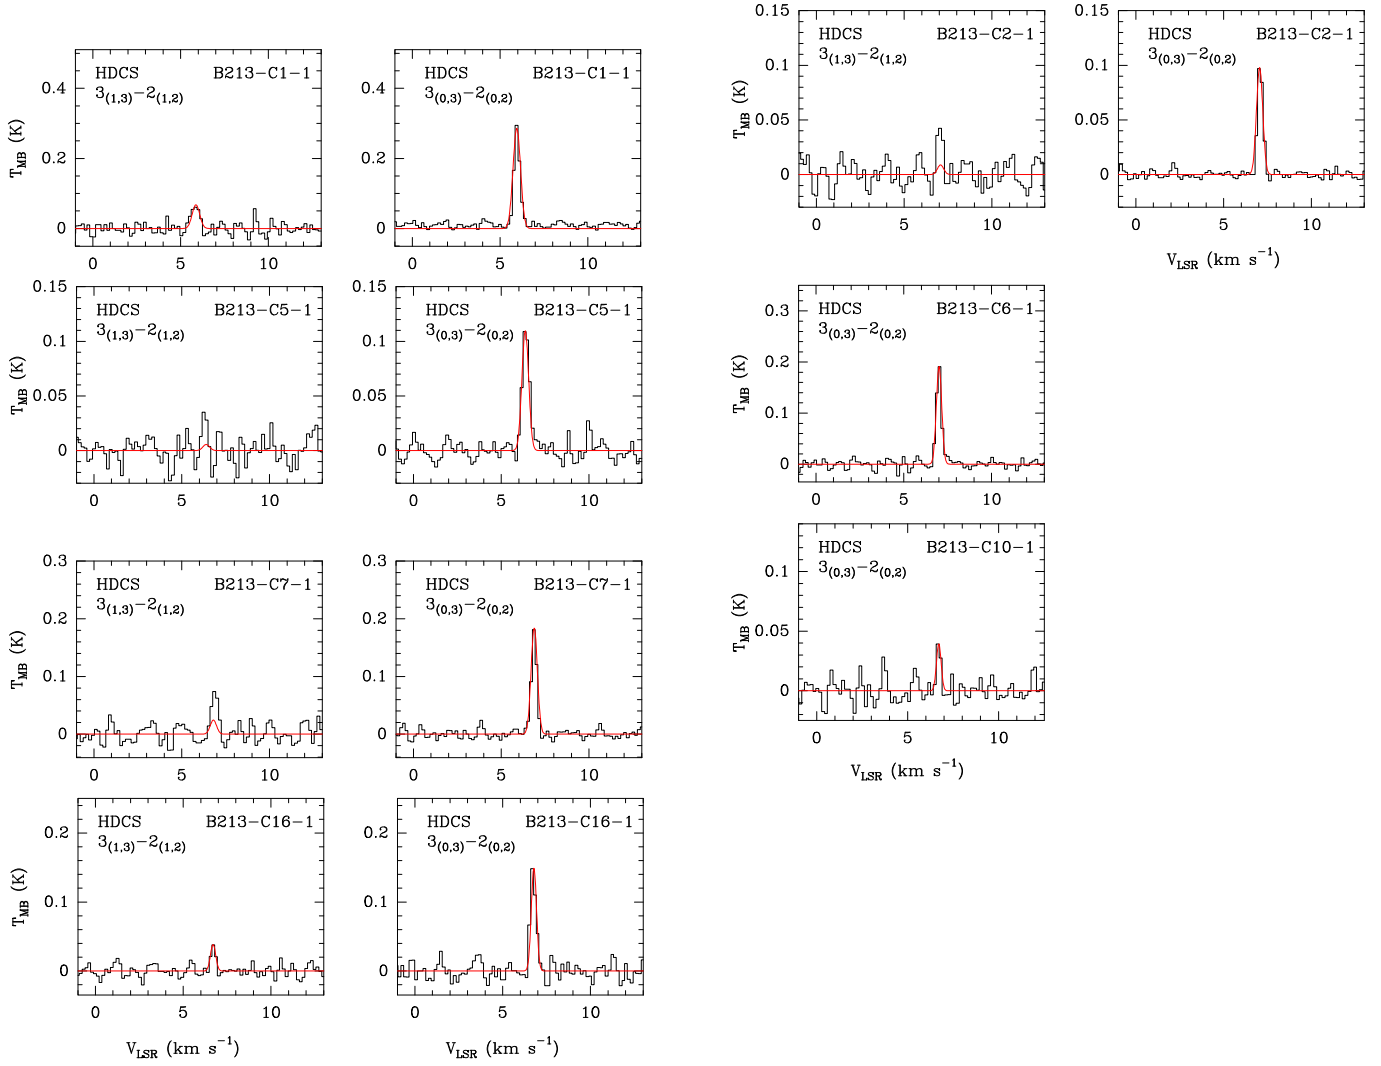 HDCS B213-C1-1
3(1,3)-2(1,2)
T_MB (K)
0.4
0.2
0
0 5 10
HDCS B213-C1-1
3(0,3)-2(0,2)
0.4
0.2
0
0 5 10
HDCS B213-C2-1
3(1,3)-2(1,2)
T_MB (K)
0.15
0.1
0.05
0
0 5 10
HDCS B213-C2-1
3(0,3)-2(0,2)
0.15
0.1
0.05
0
0 5 10
V_LSR (km s^-1)
HDCS B213-C5-1
3(1,3)-2(1,2)
T_MB (K)
0.15
0.1
0.05
0
0 5 10
HDCS B213-C5-1
3(0,3)-2(0,2)
0.15
0.1
0.05
0
0 5 10
HDCS B213-C6-1
3(0,3)-2(0,2)
T_MB (K)
0.3
0.2
0.1
0
0 5 10
HDCS B213-C7-1
3(1,3)-2(1,2)
T_MB (K)
0.3
0.2
0.1
0
0 5 10
HDCS B213-C7-1
3(0,3)-2(0,2)
0.3
0.2
0.1
0
0 5 10
HDCS B213-C10-1
3(0,3)-2(0,2)
T_MB (K)
0.1
0.05
0
0 5 10
V_LSR (km s^-1)
HDCS B213-C16-1
3(1,3)-2(1,2)
T_MB (K)
0.2
0.1
0
0 5 10
V_LSR (km s^-1)
HDCS B213-C16-1
3(0,3)-2(0,2)
0.2
0.1
0
0 5 10
V_LSR (km s^-1)